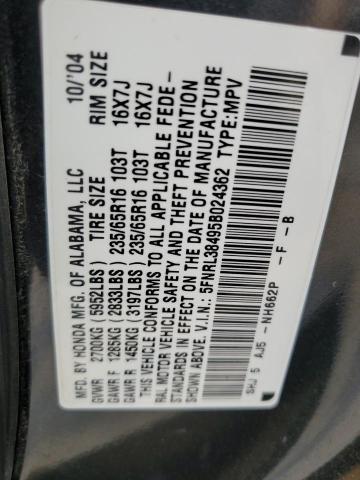 MFD. BY HONDA MFG. OF ALABAMA, LLC 10/'04
GVWR 2700KG (5952LBS) TIRE SIZE RIM SIZE
GAWR F 1285KG (2833LBS) 235/65R16 103T 16X7J
GAWR R 1450KG (3197LBS) 235/65R16 103T 16X7J
THIS VEHICLE CONFORMS TO ALL APPLICABLE FEDE-
RAL MOTOR VEHICLE SAFETY AND THEFT PREVENTION
STANDARDS IN EFFECT ON THE DATE OF MANUFACTURE
SHOWN ABOVE. V.I.N.: 5FNRL38495B024362 TYPE: MPV
SHJ 5 AJ5 - NH662P - F - B